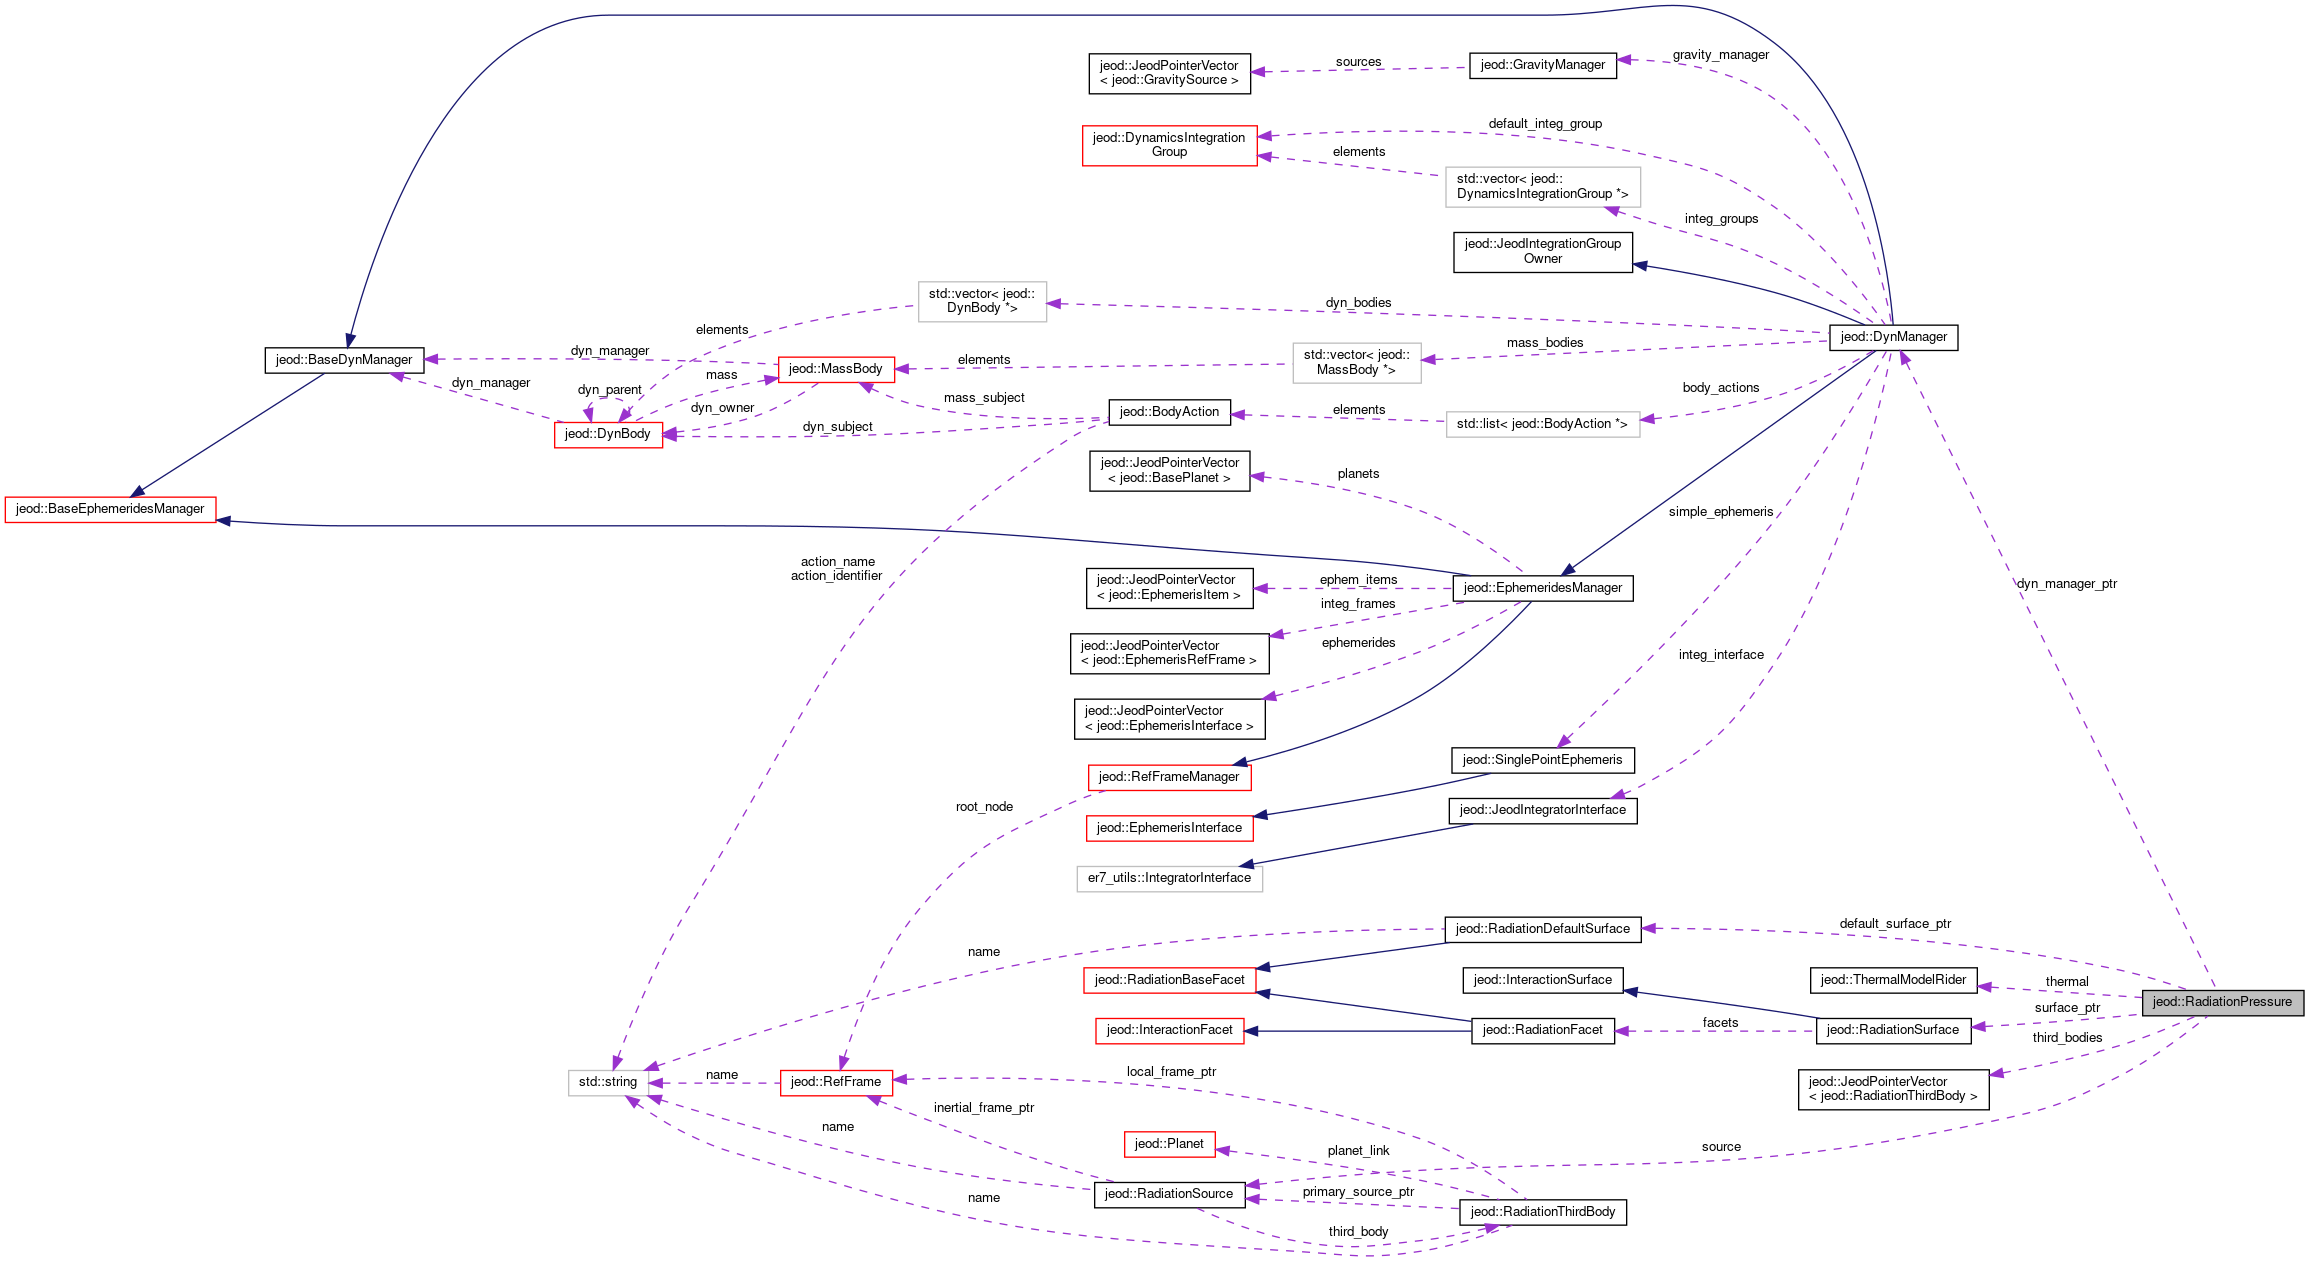 jeod::JeodPointerVector
< jeod::GravitySource >
sources
jeod::GravityManager
gravity_manager
jeod::DynamicsIntegration
Group
default_integ_group
elements
std::vector< jeod::
DynamicsIntegrationGroup *>
integ_groups
jeod::JeodIntegrationGroup
Owner
std::vector< jeod::
DynBody *>
dyn_bodies
jeod::DynManager
elements
jeod::BaseDynManager
dyn_manager
jeod::MassBody
elements
std::vector< jeod::
MassBody *>
mass_bodies
dyn_manager
dyn_parent
mass
dyn_owner
jeod::DynBody
mass_subject
dyn_subject
jeod::BodyAction
elements
std::list< jeod::BodyAction *>
body_actions
jeod::JeodPointerVector
< jeod::BasePlanet >
planets
jeod::BaseEphemeridesManager
simple_ephemeris
action_name
action_identifier
jeod::JeodPointerVector
< jeod::EphemerisItem >
ephem_items
jeod::EphemeridesManager
dyn_manager_ptr
integ_frames
jeod::JeodPointerVector
< jeod::EphemerisRefFrame >
ephemerides
integ_interface
jeod::JeodPointerVector
< jeod::EphemerisInterface >
jeod::SinglePointEphemeris
jeod::RefFrameManager
root_node
jeod::JeodIntegratorInterface
jeod::EphemerisInterface
er7_utils::IntegratorInterface
jeod::RadiationDefaultSurface
default_surface_ptr
name
jeod::RadiationBaseFacet
jeod::InteractionSurface
jeod::ThermalModelRider
thermal
jeod::RadiationPressure
surface_ptr
jeod::InteractionFacet
jeod::RadiationFacet
facets
jeod::RadiationSurface
third_bodies
std::string
name
jeod::RefFrame
local_frame_ptr
jeod::JeodPointerVector
< jeod::RadiationThirdBody >
inertial_frame_ptr
name
jeod::Planet
planet_link
source
name
jeod::RadiationSource
primary_source_ptr
jeod::RadiationThirdBody
third_body